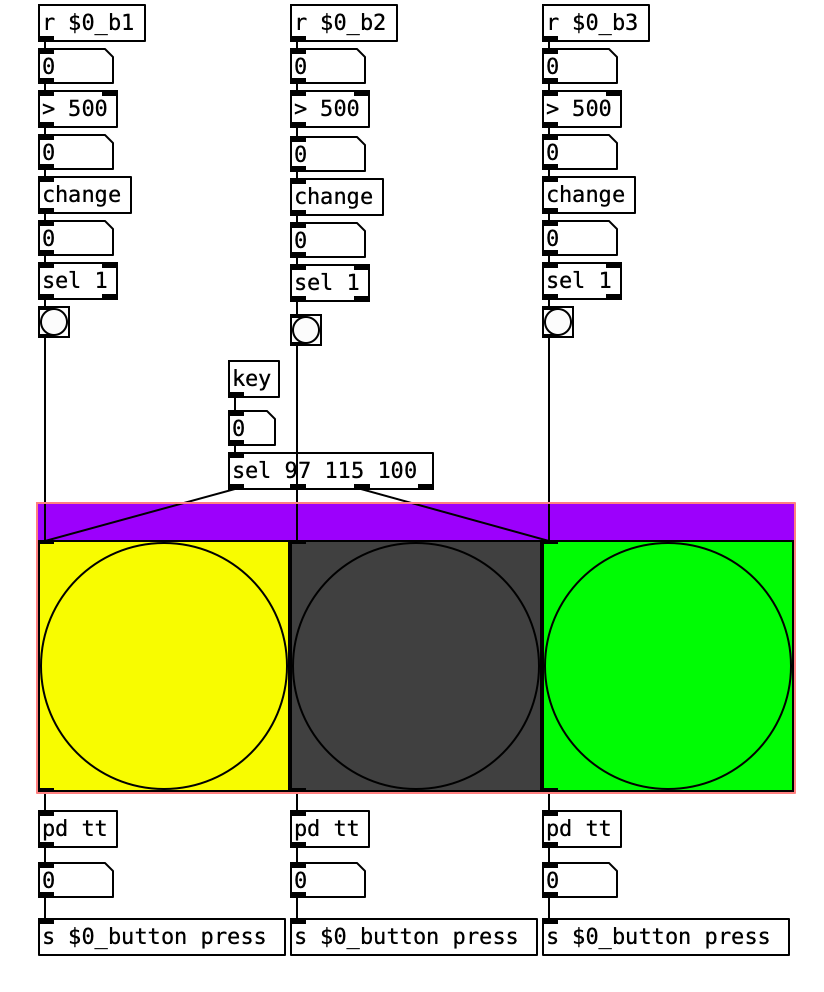 r $0_b1
r $0_b2
r $0_b3
0
0
0
> 500
> 500
> 500
0
0
0
change
change
change
0
0
0
sel 1
sel 1
sel 1
key
0
sel 97 115 100
pd tt
pd tt
pd tt
0
0
0
s $0_button press
s $0_button press
s $0_button press